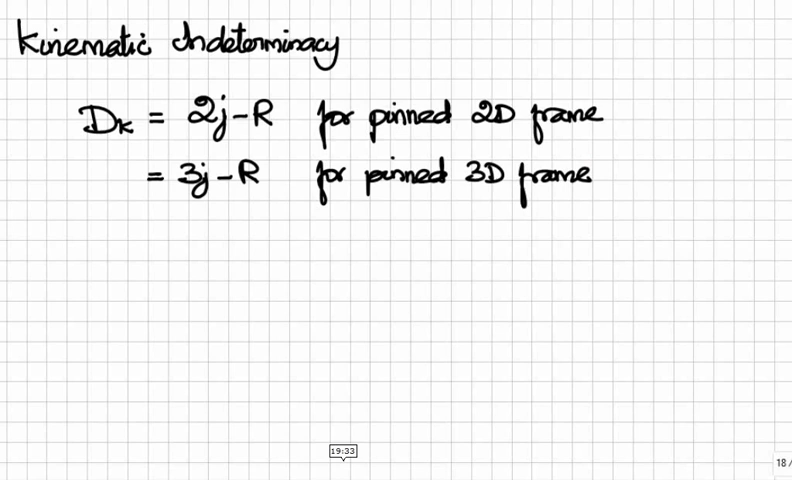 Kinematic Indeterminacy
Dk = 2j - R for pinned 2D frame
= 3j - R for pinned 3D frame
19:33
18 /